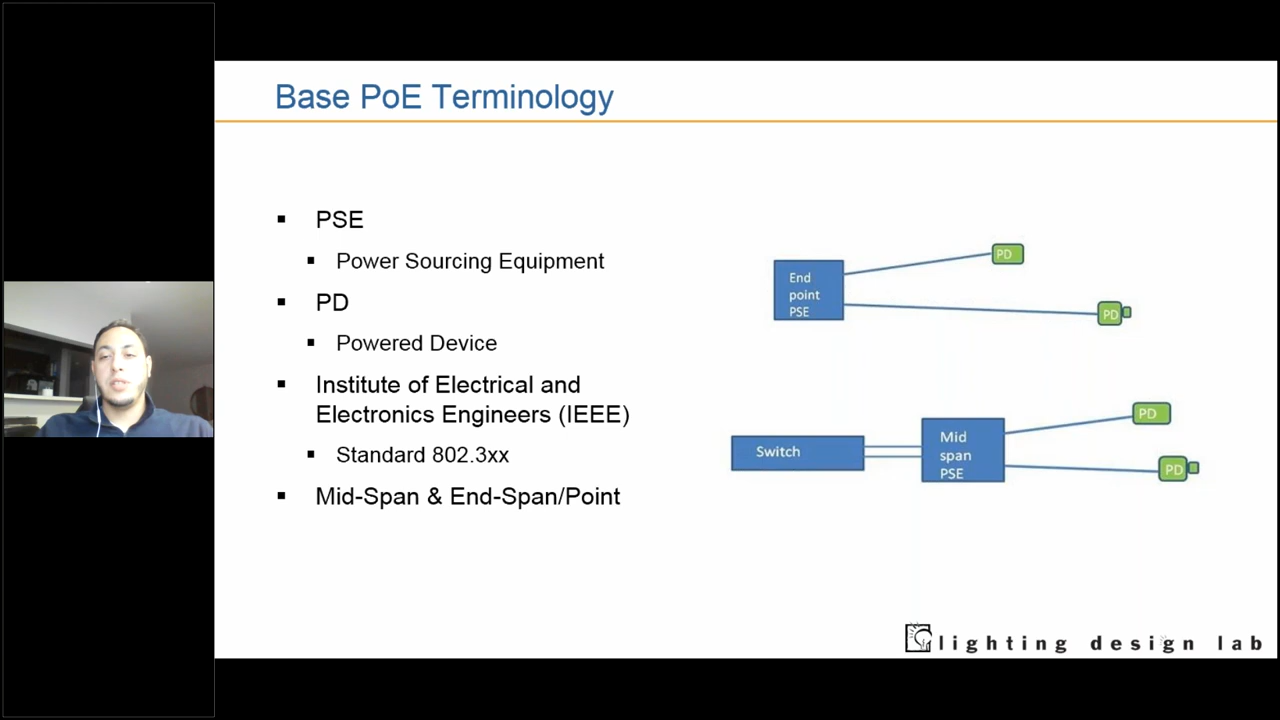 Base PoE Terminology
PSE
Power Sourcing Equipment
PD
Powered Device
Institute of Electrical and
Electronics Engineers (IEEE)
Standard 802.3xx
Mid-Span & End-Span/Point
End
point
PSE
PD
PD
Switch
Mid
span
PSE
PD
PD
lighting design lab